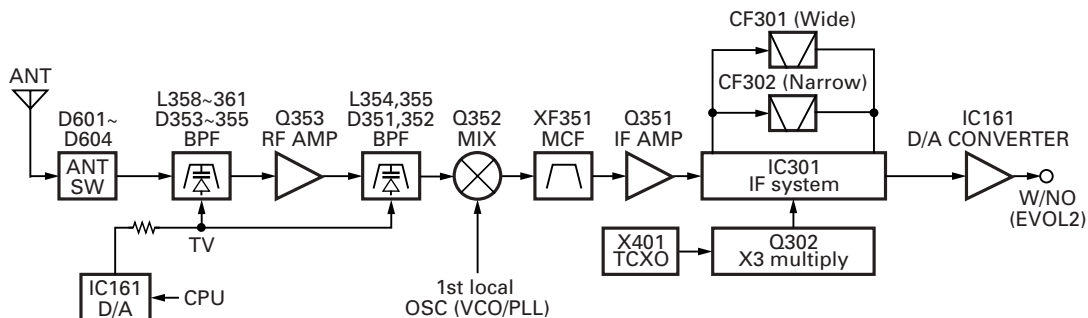 CF301 (Wide)
CF302 (Narrow)
ANT
D601~
D604
ANT
SW
L358~361
D353~355
BPF
Q353
RF AMP
L354,355
D351,352
BPF
Q352
MIX
XF351
MCF
Q351
IF AMP
IC301
IF system
IC161
D/A CONVERTER
W/NO
(EVOL2)
TV
X401
TCXO
Q302
X3 multiply
IC161
D/A
CPU
1st local
OSC (VCO/PLL)